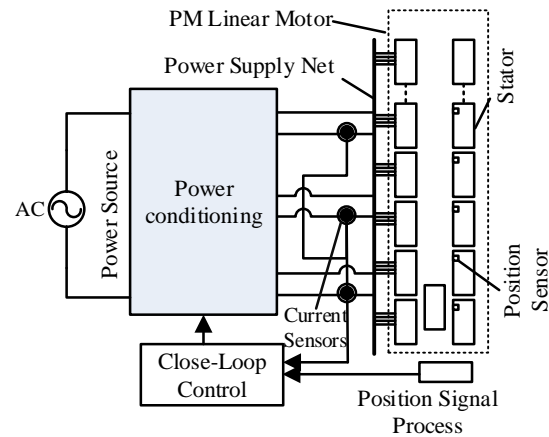 PM Linear Motor
Power Supply Net
Stator
AC
Power Source
Power
conditioning
Position
Sensor
Current
Sensors
Close-Loop
Control
Position Signal
Process